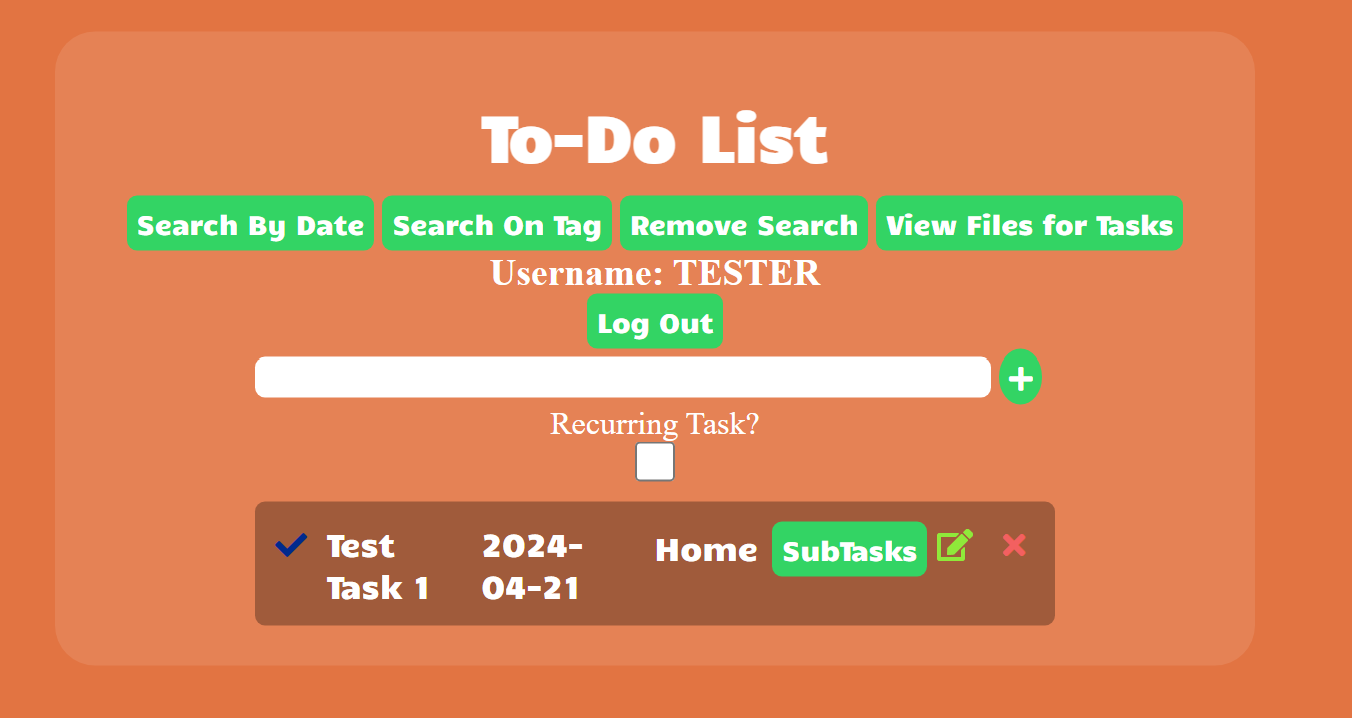 To-Do List
Search By Date Search On Tag Remove Search View Files for Tasks
Username: TESTER
Log Out
+
Recurring Task?
Test Task 1 2024-04-21 Home SubTasks